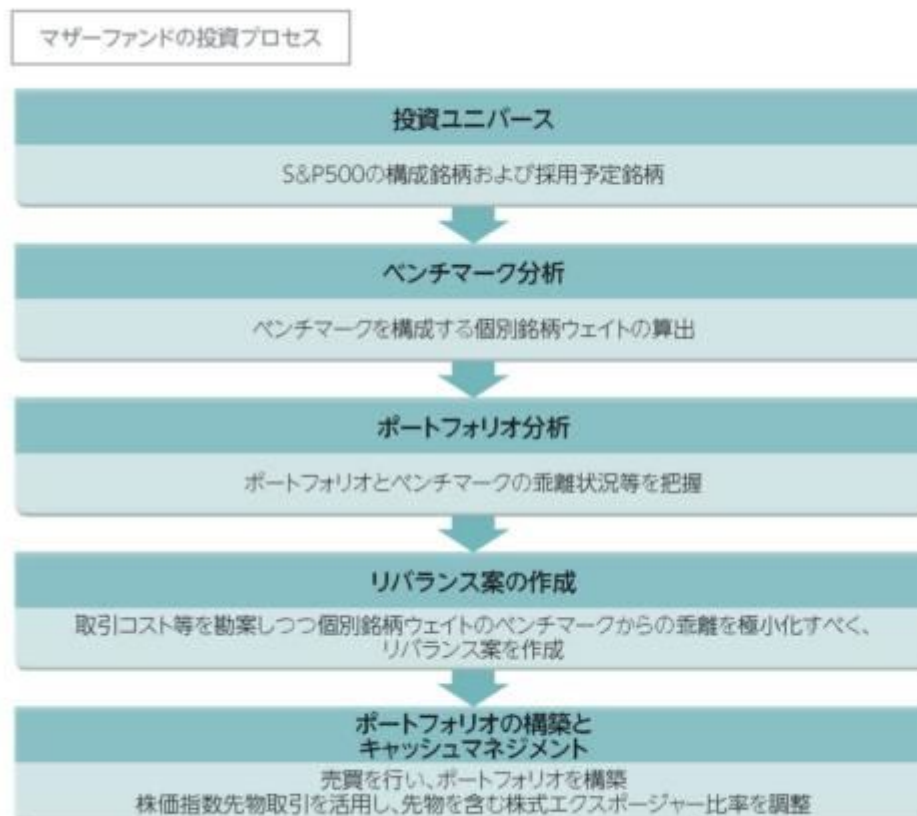 マザーファンドの投資プロセス
投資ユニバース
S&P500の構成銘柄および採用予定銘柄
ベンチマーク分析
ベンチマークを構成する個別銘柄ウェイトの算出
ポートフォリオ分析
ポートフォリオとベンチマークの乖離状況等を把握
リバランス案の作成
取引コスト等を勘案しつつ個別銘柄ウェイトのベンチマークからの乖離を極小化すべく、
リバランス案を作成
ポートフォリオの構築と
キャッシュマネジメント
売買を行い、ポートフォリオを構築
株価指数先物取引を活用し、先物を含む株式エクスポージャー比率を調整